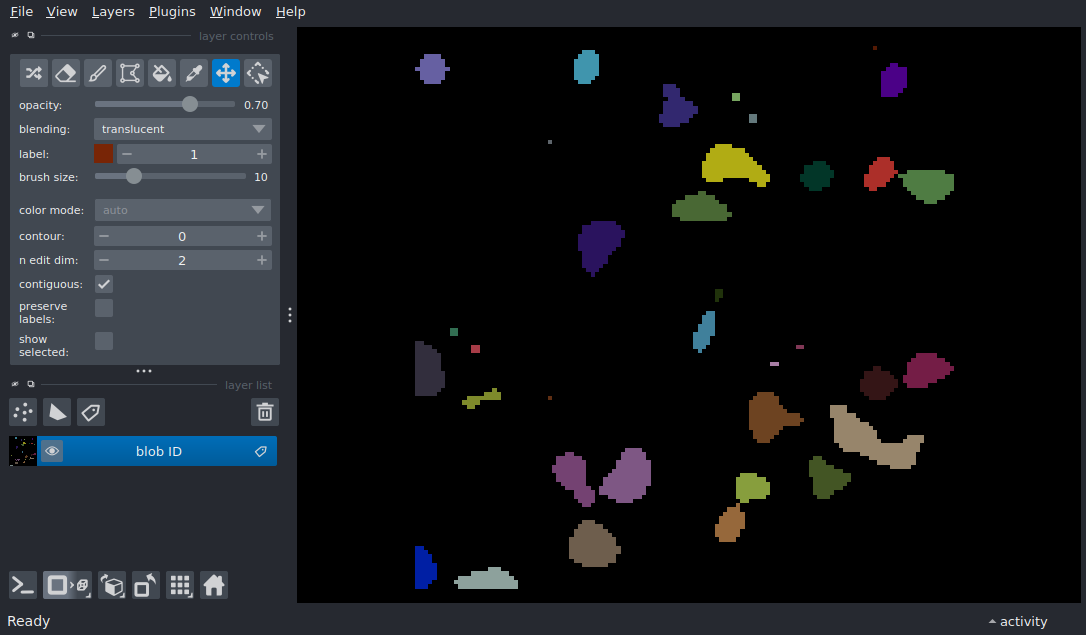 File View Layers Plugins Window Help
layer controls
opacity: 0.70
blending: translucent
label: 1
brush size: 10
color mode: auto
contour: 0
n edit dim: 2
contiguous:
preserve
labels:
show
selected:
layer list
blob ID
Ready
activity